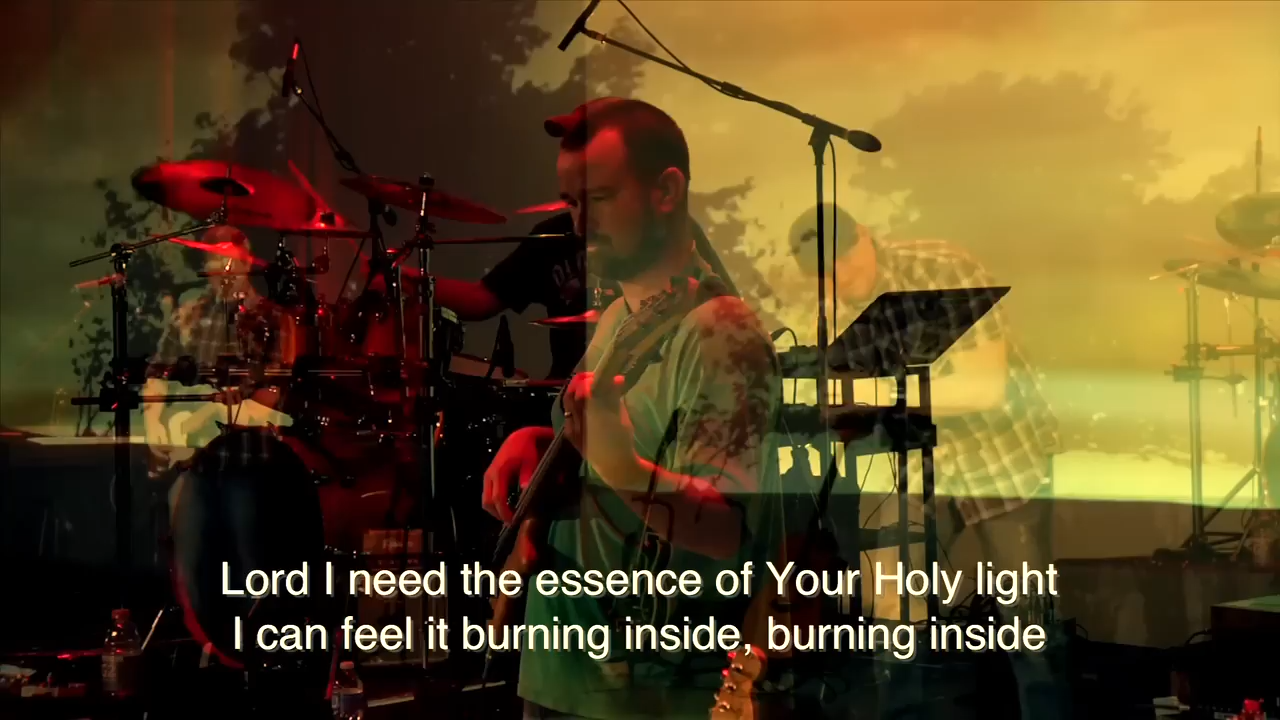 Lord I need the essence of Your Holy light
I can feel it burning inside, burning inside